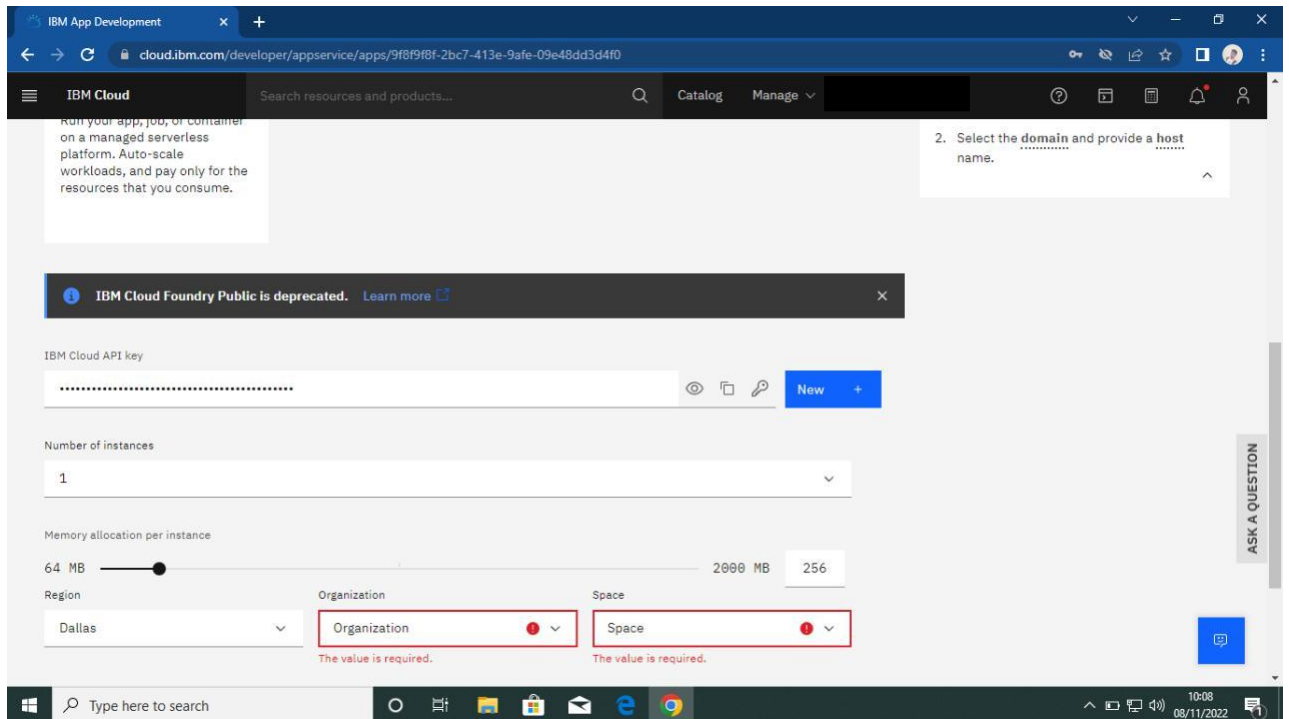 IBM App Development
cloud.ibm.com/developer/appservice/apps/9f8f9f8f-2bc7-413e-9afe-09e48dd3d4f0
IBM Cloud
Search resources and products...
Catalog
Manage
Run your app, job, or container
on a managed serverless
platform. Auto-scale
workloads, and pay only for the
resources that you consume.
2. Select the domain and provide a host
name.
IBM Cloud Foundry Public is deprecated. Learn more
IBM Cloud API key
New +
Number of instances
1
Memory allocation per instance
64 MB
2000 MB
256
Region
Organization
Space
Dallas
Organization
Space
The value is required.
The value is required.
ASK A QUESTION
Type here to search
10:08
08/11/2022
1